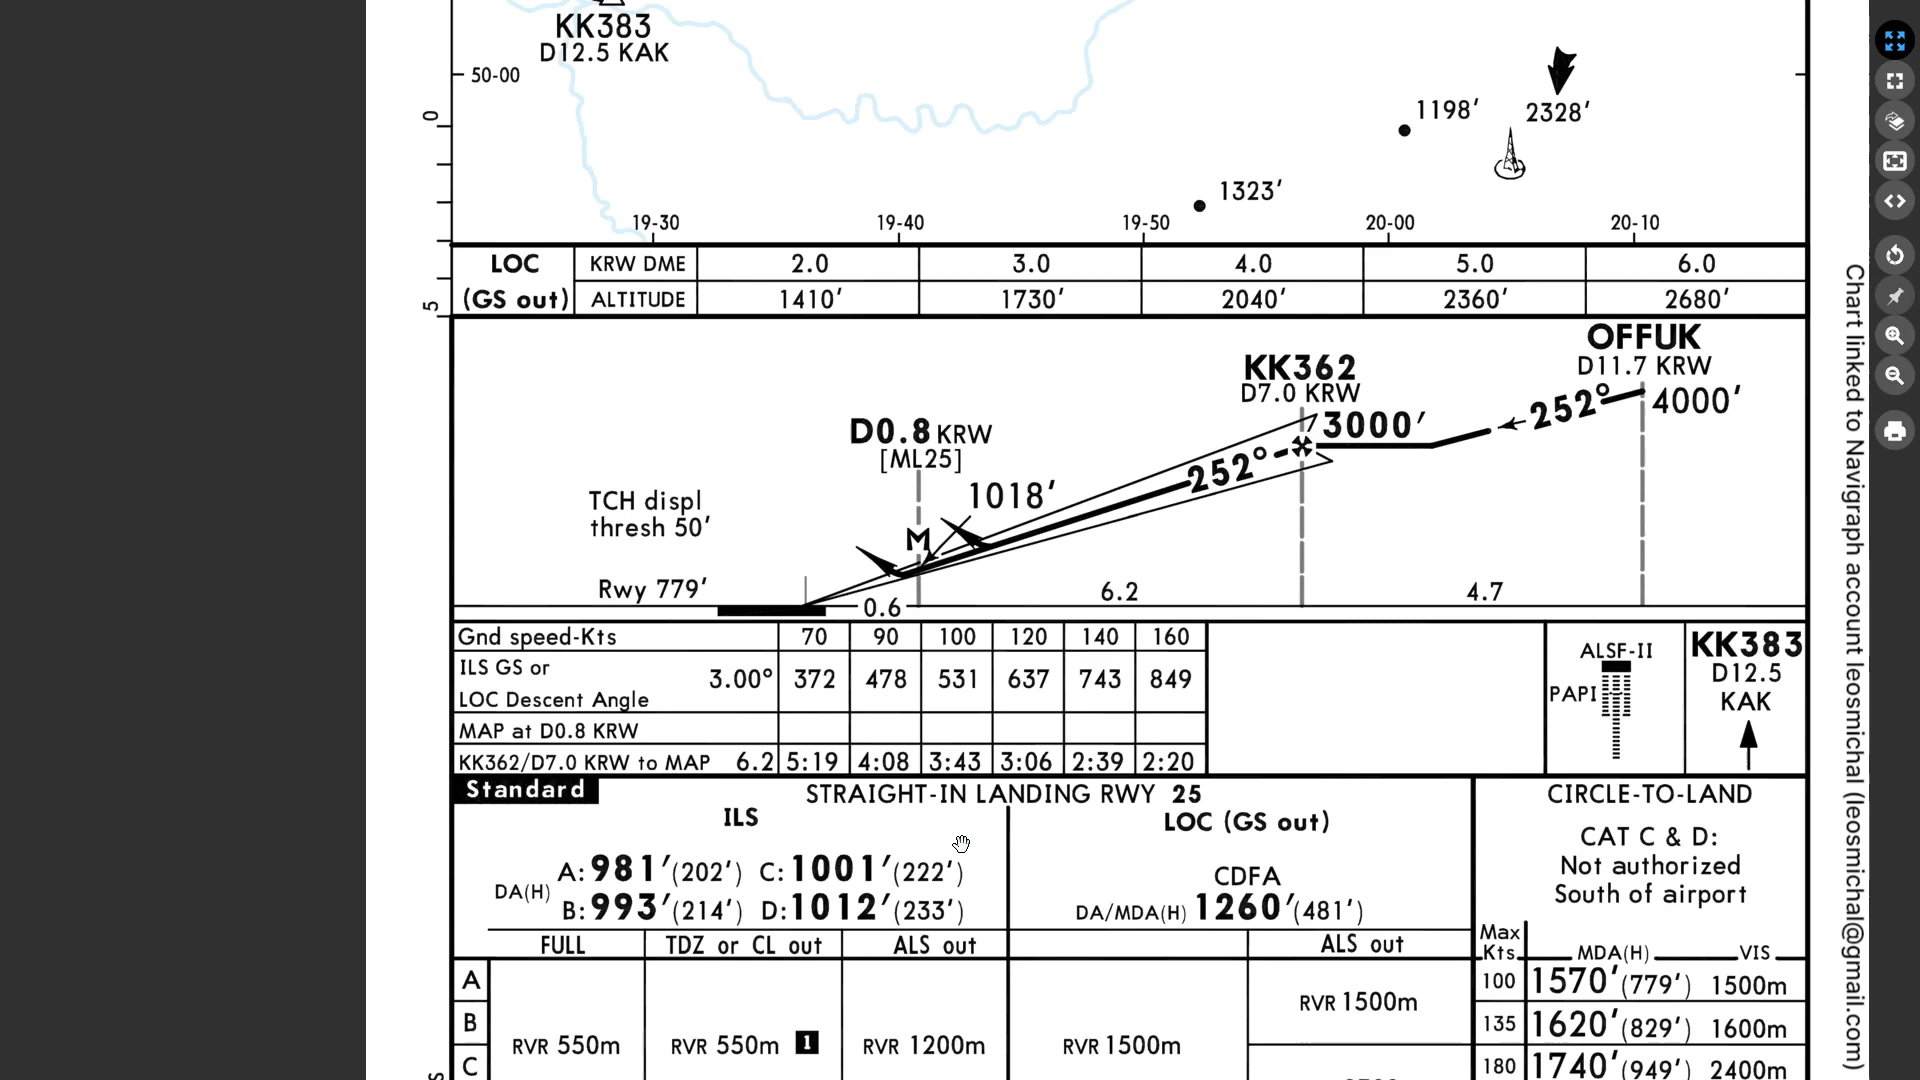 KK383
D12.5 KAK
50-00
0
1198'
2328'
1323'
19-30 19-40 19-50 20-00 20-10
5
LOC KRW DME 2.0 3.0 4.0 5.0 6.0
(GS out) ALTITUDE 1410' 1730' 2040' 2360' 2680'
OFFUK
D11.7 KRW
KK362
D7.0 KRW
252°
4000'
3000'
D0.8 KRW
[ML25]
252°
1018'
TCH displ
thresh 50'
M
Rwy 779'
0.6 6.2 4.7
Gnd speed-Kts 70 90 100 120 140 160
ILS GS or
LOC Descent Angle 3.00° 372 478 531 637 743 849
MAP at D0.8 KRW
KK362/D7.0 KRW to MAP 6.2 5:19 4:08 3:43 3:06 2:39 2:20
ALSF-II
PAPI
KK383
D12.5
KAK
Standard STRAIGHT-IN LANDING RWY 25
ILS
LOC (GS out)
DA(H)
A: 981'(202') C: 1001'(222')
B: 993'(214') D: 1012'(233')
CDFA
DA/MDA(H) 1260'(481')
FULL TDZ or CL out ALS out
ALS out
A
B
C
RVR 550m RVR 550m 1 RVR 1200m RVR 1500m
RVR 1500m
CIRCLE-TO-LAND
CAT C & D:
Not authorized
South of airport
Max
Kts MDA(H) VIS
100 1570'(779') 1500m
135 1620'(829') 1600m
180 1740'(949') 2400m
Chart linked to Navigraph account leosmichal (leosmichal@gmail.com)